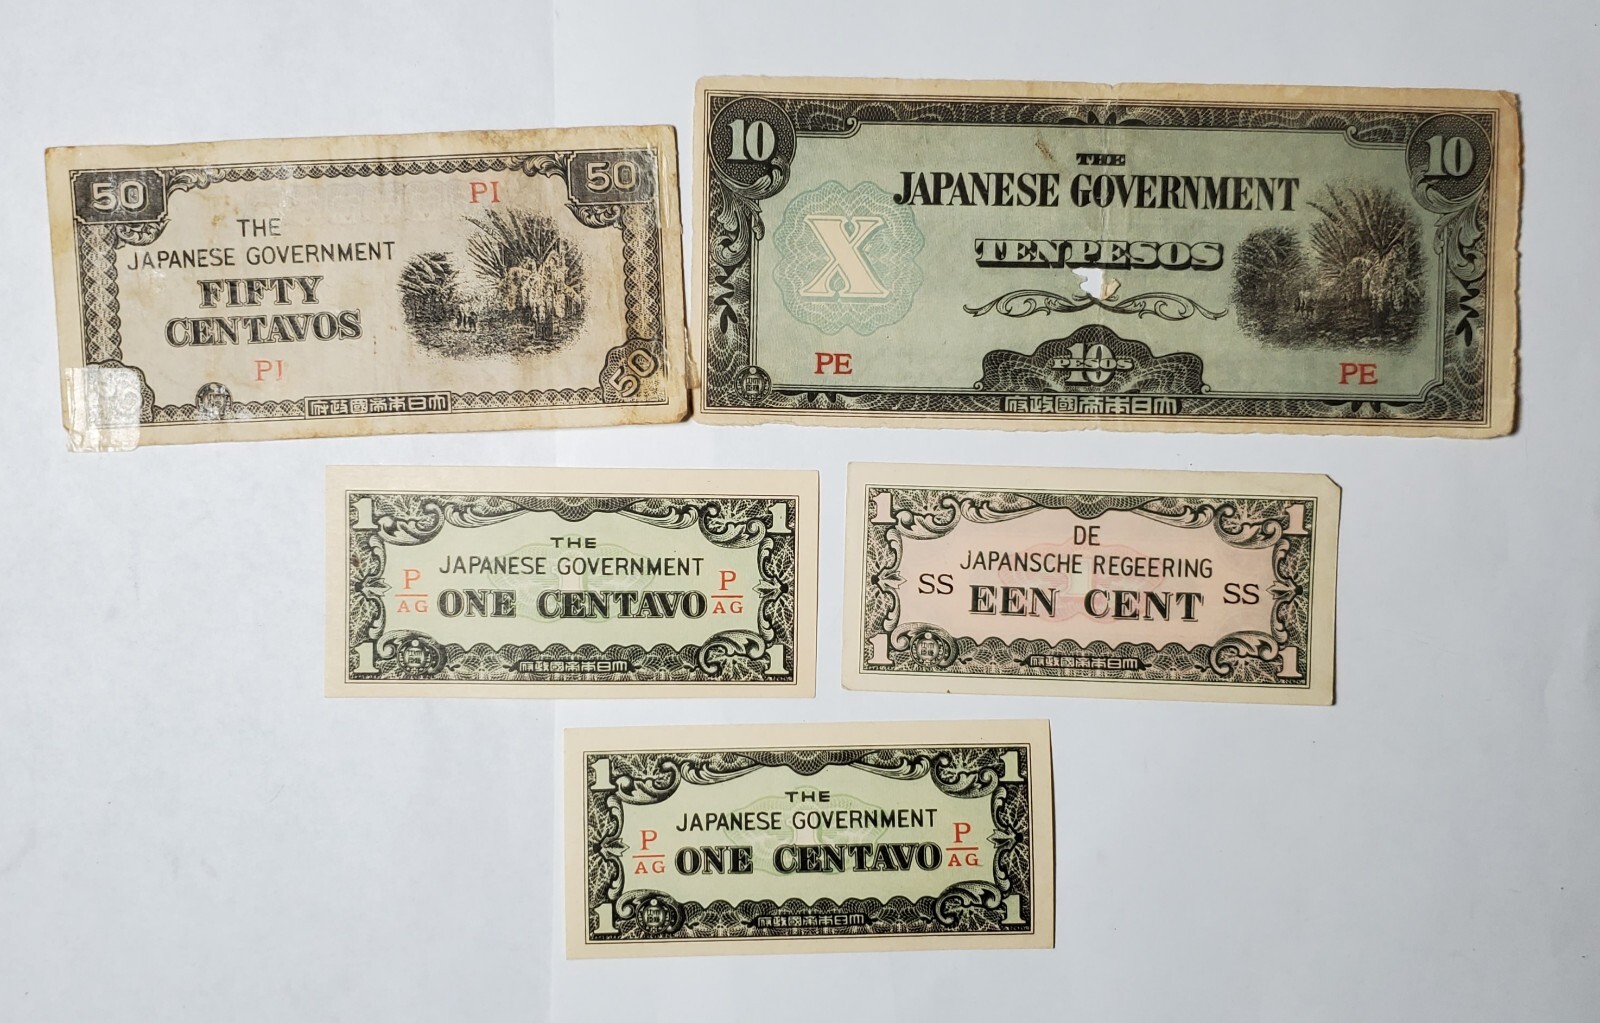 50
50
PI
THE
JAPANESE GOVERNMENT
FIFTY
CENTAVOS
PI
50
府政國帝本日大
10
10
THE
JAPANESE GOVERNMENT
TEN PESOS
X
PE
10
PESOS
PE
府政國帝本日大
1
1
THE
JAPANESE GOVERNMENT
P
AG
ONE CENTAVO
P
AG
1
1
府政國帝本日大
1
1
DE
JAPANSCHE REGEERING
SS
EEN CENT
SS
1
1
府政國帝本日大
1
1
THE
JAPANESE GOVERNMENT
P
AG
ONE CENTAVO
P
AG
1
1
府政國帝本日大